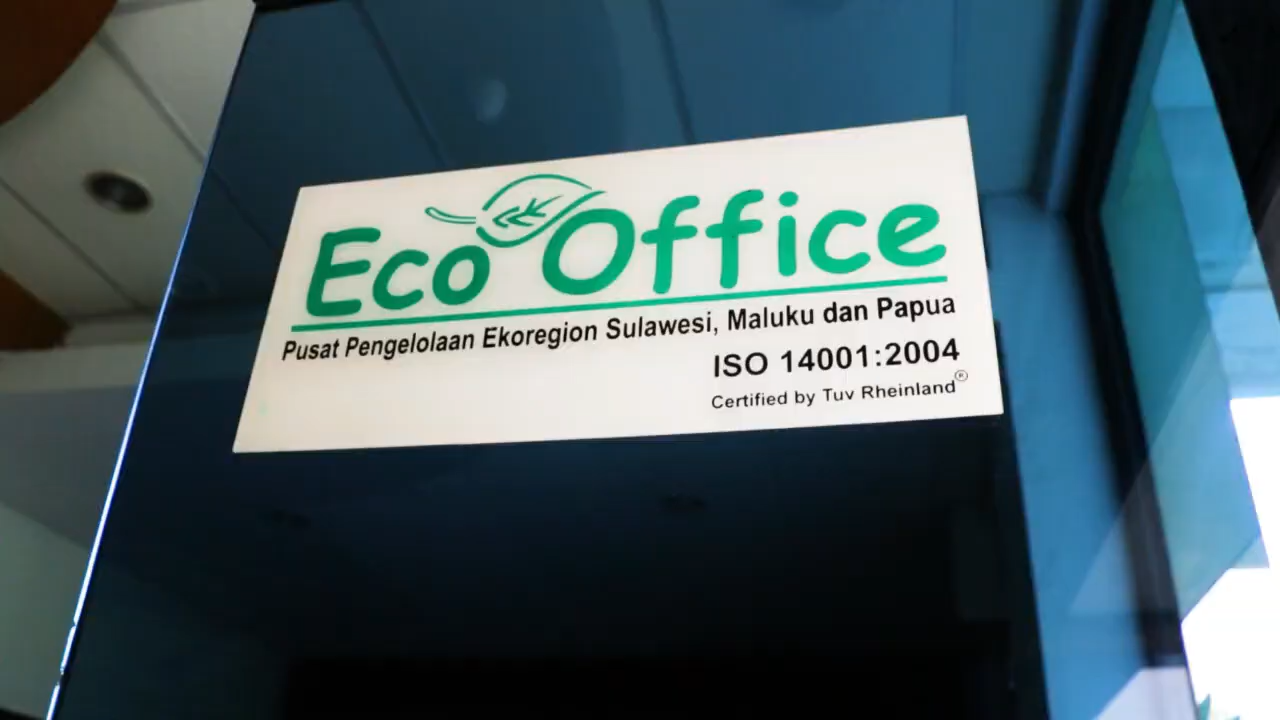 Eco Office
Pusat Pengelolaan Ekoregion Sulawesi, Maluku dan Papua
ISO 14001:2004
Certified by Tuv Rheinland®